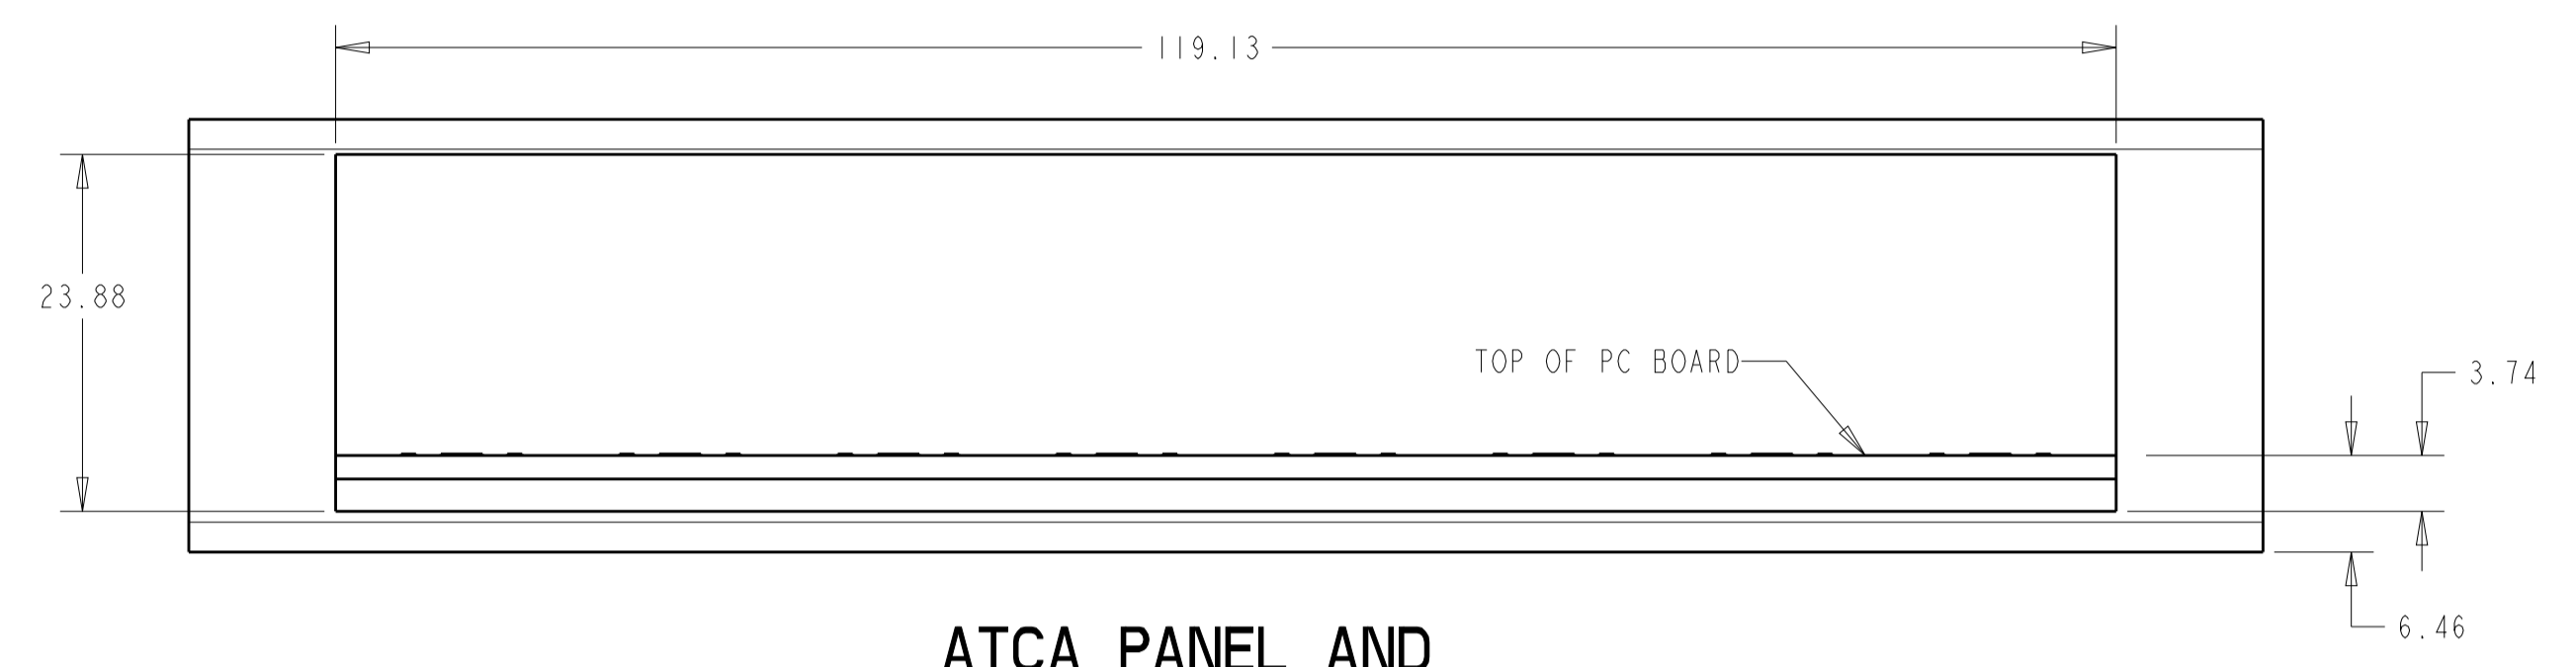 119.13
23.88
TOP OF PC BOARD
3.74
6.46
ATCA PANEL AND